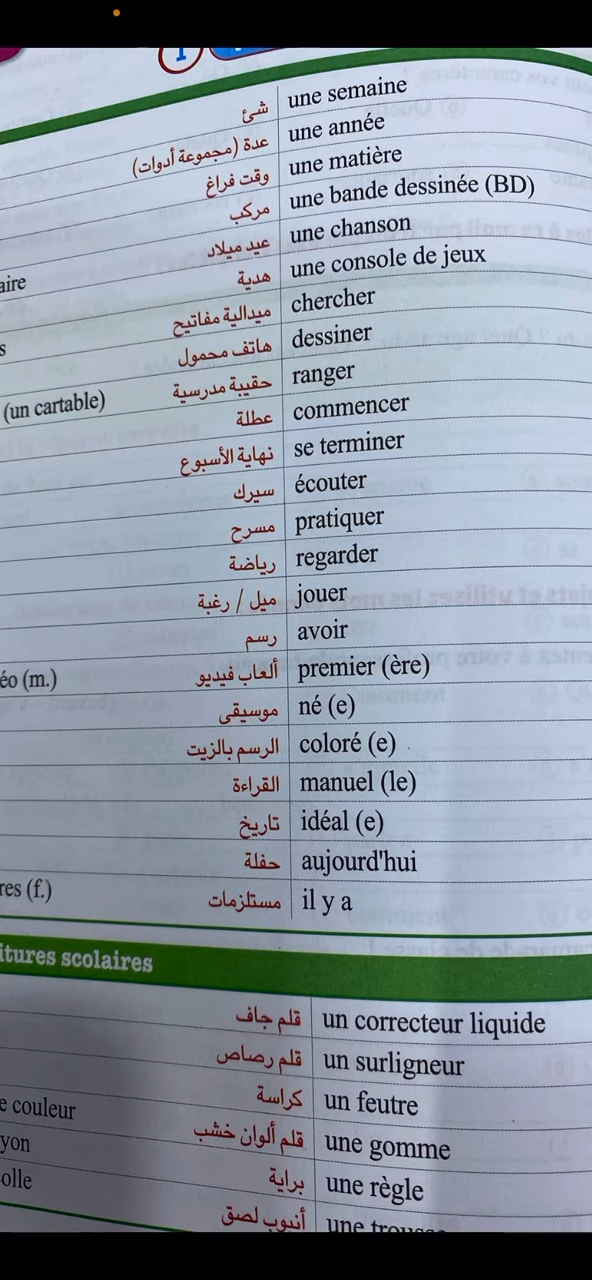 1
شئ une semaine
عدة (مجموعة أدوات) une année
وقت فراغ une matière
مركب une bande dessinée (BD)
عيد ميلاد une chanson
aire هدية une console de jeux
ميدالية مفاتيح chercher
s هاتف محمول dessiner
(un cartable) حقيبة مدرسية ranger
عطلة commencer
نهاية الأسبوع se terminer
سيرك écouter
مسرح pratiquer
رياضة regarder
ميل / رغبة jouer
رسم avoir
éo (m.) ألعاب فيديو premier (ère)
موسيقى né (e)
الرسم بالزيت coloré (e)
القراءة manuel (le)
تاريخ idéal (e)
حفلة aujourd'hui
res (f.) مستلزمات il y a
itures scolaires
قلم جاف un correcteur liquide
قلم رصاص un surligneur
كراسة un feutre
e couleur قلم ألوان خشب une gomme
yon براية une règle
olle أنبوب لصق une trousse